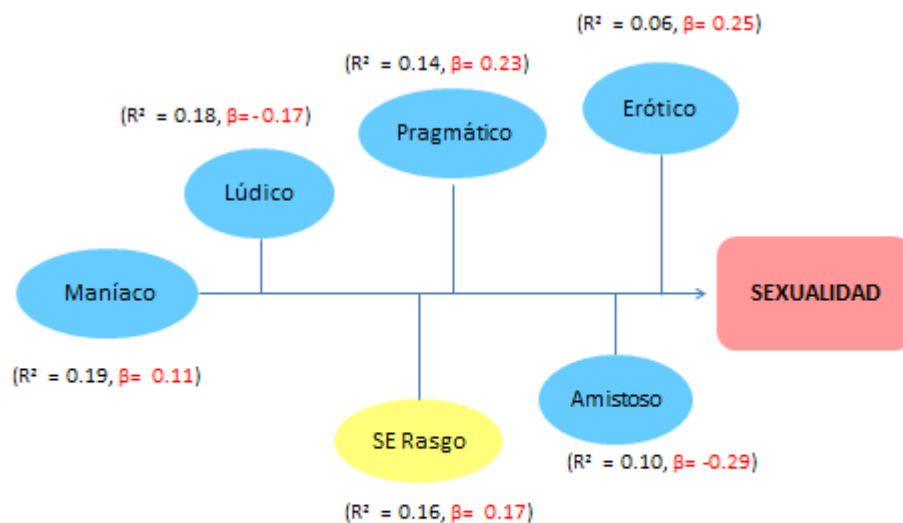 (R² = 0.06, β= 0.25)
(R² = 0.14, β= 0.23)
Erótico
(R² = 0.18, β= - 0.17)
Pragmático
Lúdico
Maníaco
SEXUALIDAD
(R² = 0.19, β= 0.11)
Amistoso
SE Rasgo
(R² = 0.10, β= -0.29)
(R² = 0.16, β= 0.17)